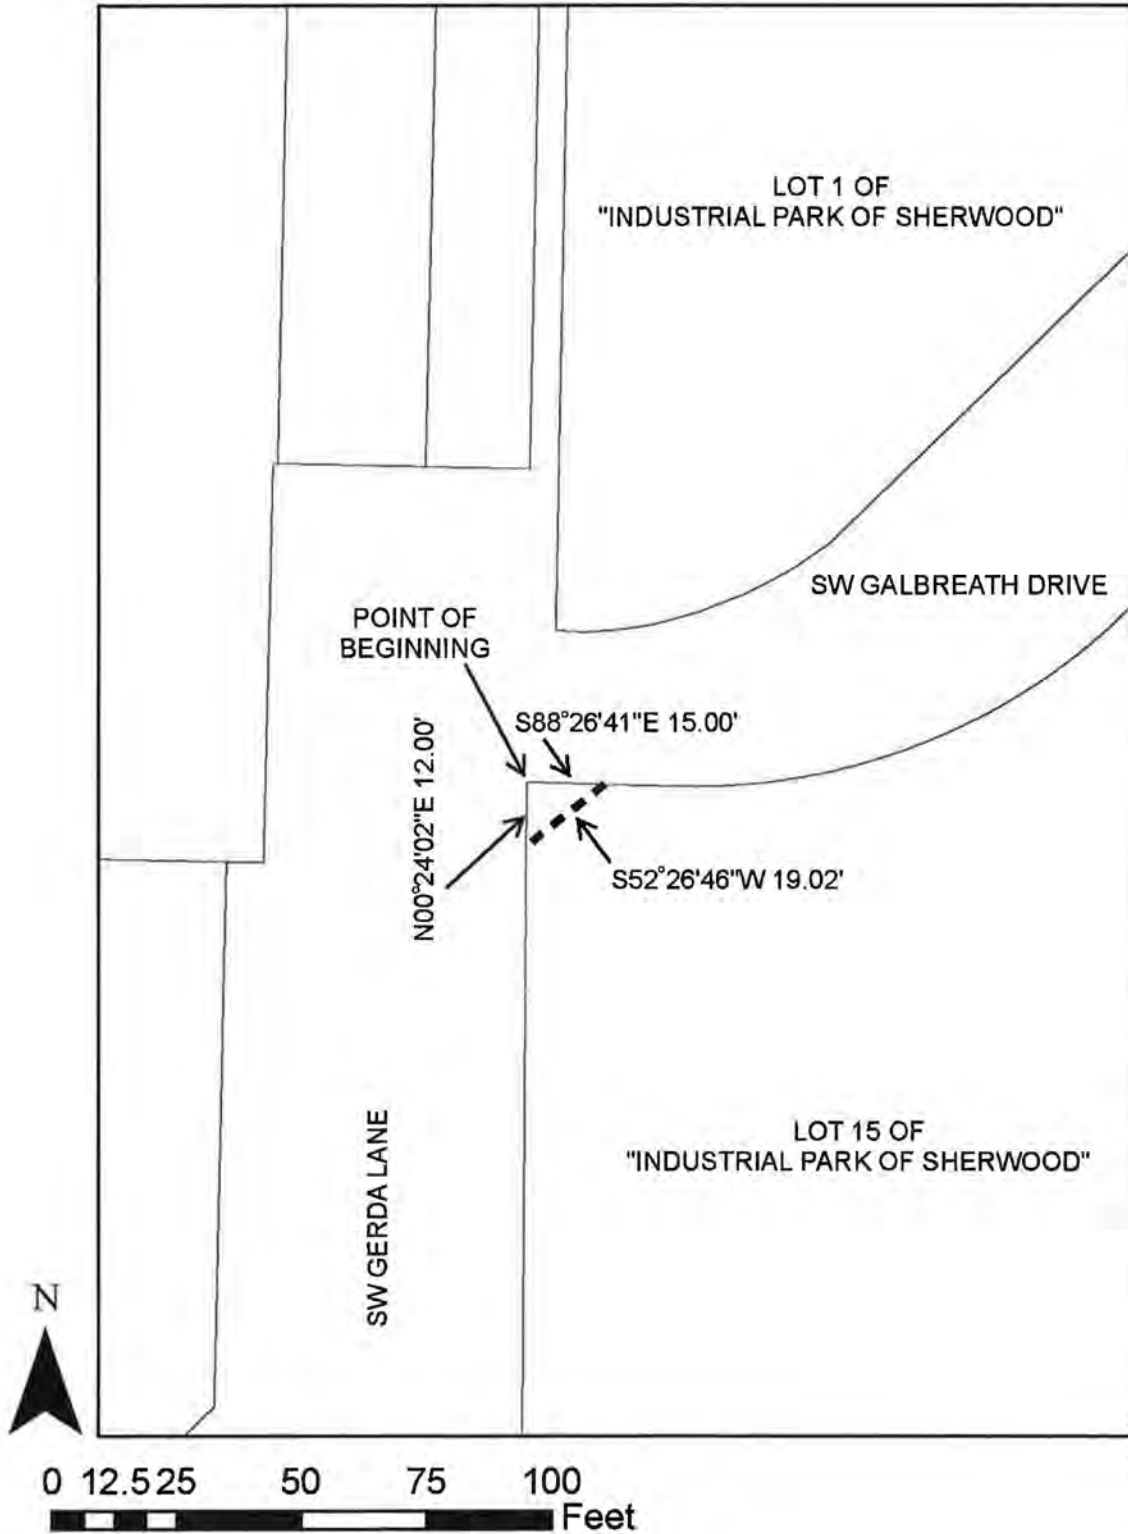 LOT 1 OF
"INDUSTRIAL PARK OF SHERWOOD"
SW GALBREATH DRIVE
POINT OF
BEGINNING
S88°26'41"E 15.00'
N00°24'02"E 12.00'
S52°26'46"W 19.02'
LOT 15 OF
"INDUSTRIAL PARK OF SHERWOOD"
SW GERDA LANE
N
0 12.5 25 50 75 100
Feet